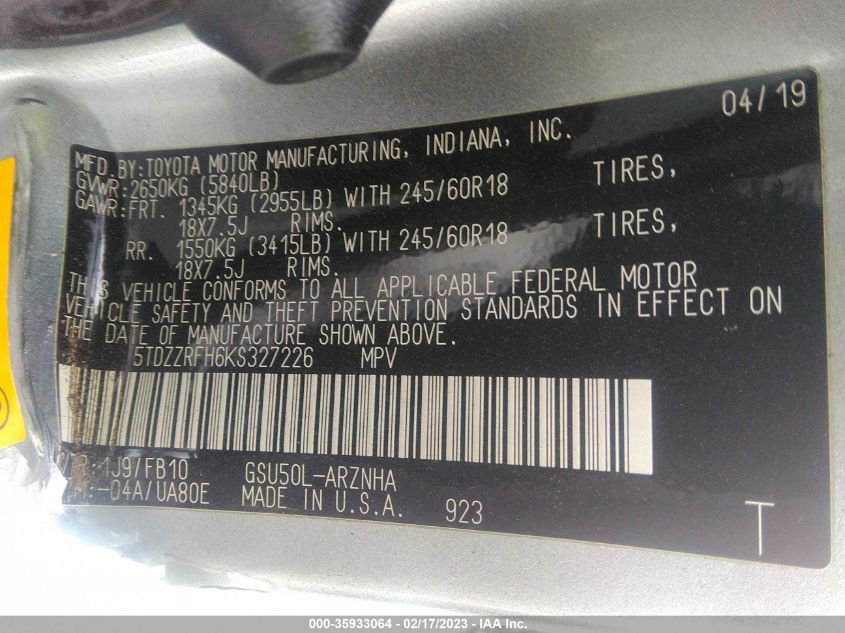 04/19
MFD.BY:TOYOTA MOTOR MANUFACTURING, INDIANA, INC.
GVWR:2650KG (5840LB)
GAWR:FRT. 1345KG (2955LB) WITH 245/60R18 TIRES,
18X7.5J RIMS.
RR. 1550KG (3415LB) WITH 245/60R18 TIRES,
18X7.5J RIMS.
THIS VEHICLE CONFORMS TO ALL APPLICABLE FEDERAL MOTOR
VEHICLE SAFETY AND THEFT PREVENTION STANDARDS IN EFFECT ON
THE DATE OF MANUFACTURE SHOWN ABOVE.
5TDZZRFH6KS327226 MPV
1J9/FB10 GSU50L-ARZNHA
-04A/UA80E MADE IN U.S.A. 923
T
000-35933064 - 02/17/2023 - IAA Inc.